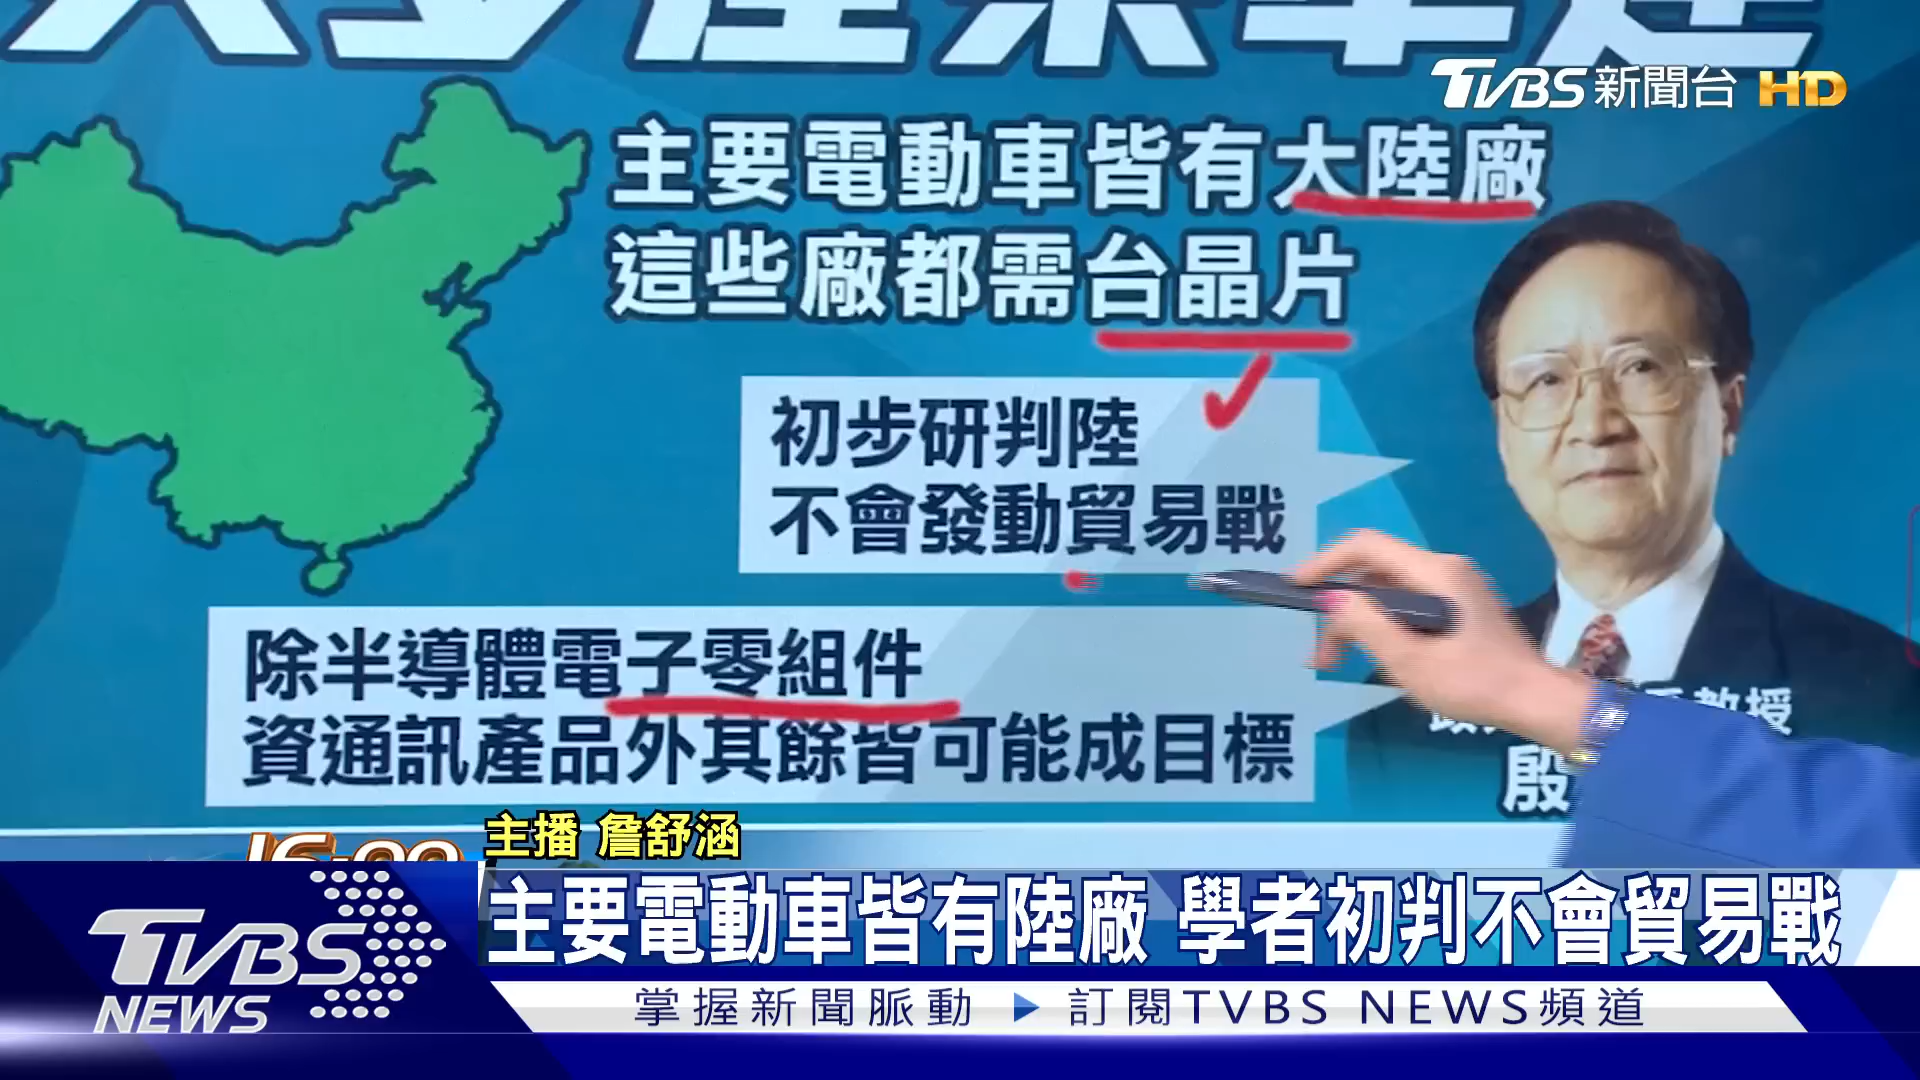 TVBS新聞台 HD
主要電動車皆有大陸廠
這些廠都需台晶片
初步研判陸
不會發動貿易戰
除半導體電子零組件
資通訊產品外其餘皆可能成目標
教授
殷
主播 詹舒涵
主要電動車皆有陸廠 學者初判不會貿易戰
TVBS NEWS
掌握新聞脈動 ▶ 訂閱TVBS NEWS頻道